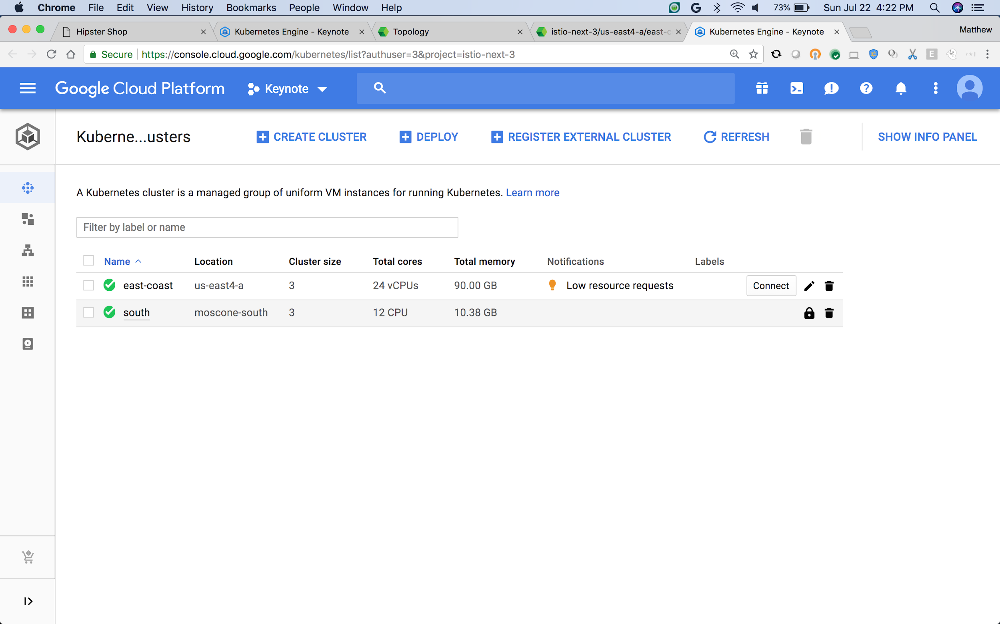 Chrome File Edit View History Bookmarks People Window Help 73% Sun Jul 22 4:22 PM
Hipster Shop Kubernetes Engine - Keynote Topology istio-next-3/us-east4-a/east-c Kubernetes Engine - Keynote Matthew
Secure https://console.cloud.google.com/kubernetes/list?authuser=3&project=istio-next-3
Google Cloud Platform Keynote
Kuberne...usters CREATE CLUSTER DEPLOY REGISTER EXTERNAL CLUSTER REFRESH SHOW INFO PANEL
A Kubernetes cluster is a managed group of uniform VM instances for running Kubernetes. Learn more
Filter by label or name
Name Location Cluster size Total cores Total memory Notifications Labels
east-coast us-east4-a 3 24 vCPUs 90.00 GB Low resource requests Connect
south moscone-south 3 12 CPU 10.38 GB